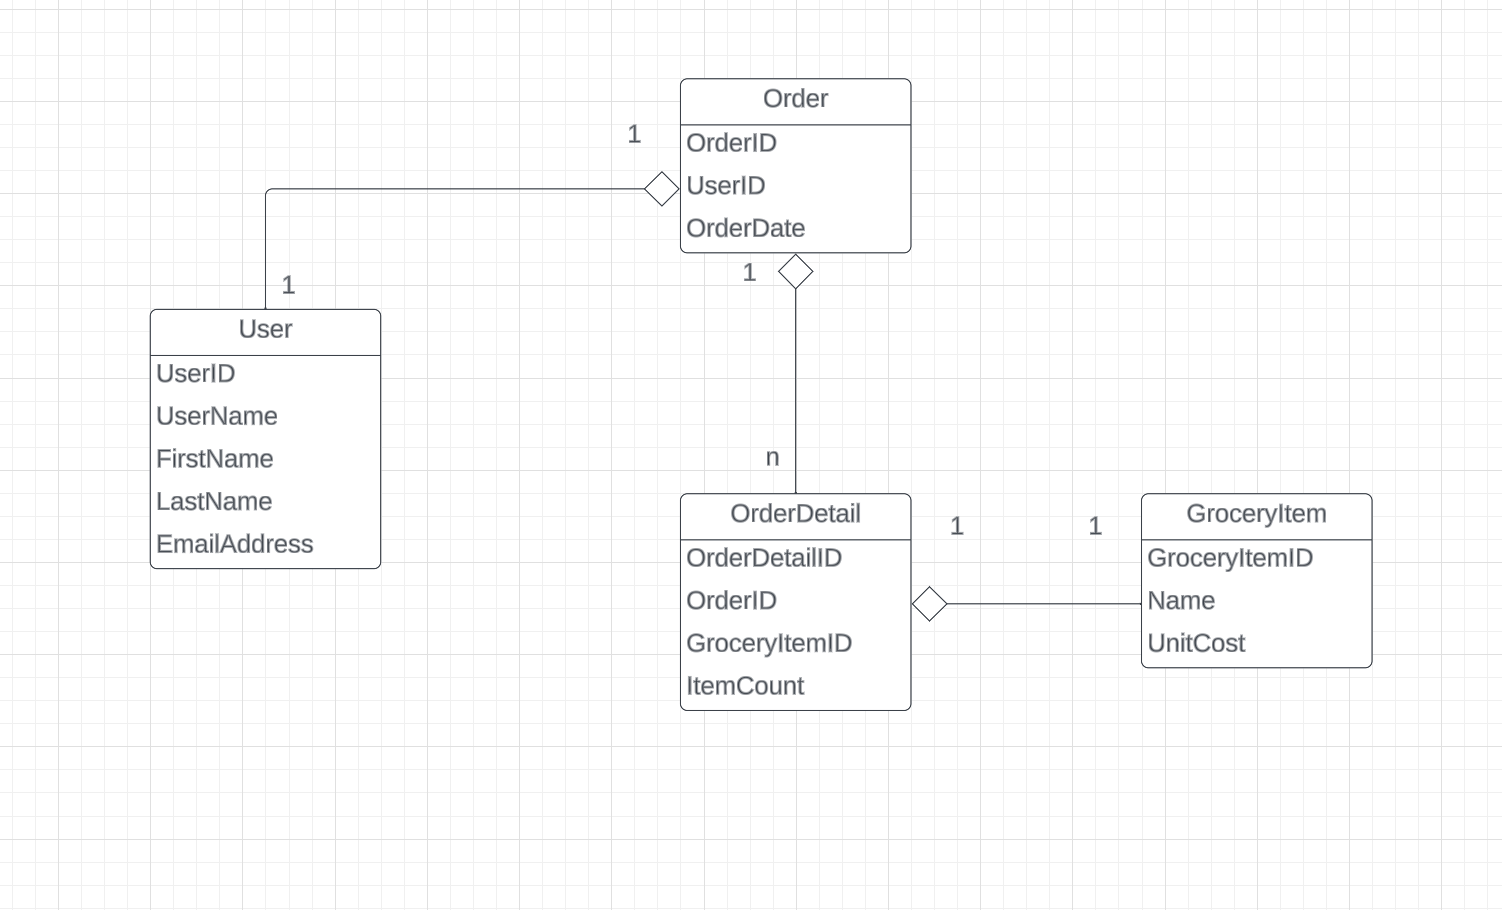 Order
OrderID
UserID
OrderDate
1
1
1
n
User
UserID
UserName
FirstName
LastName
EmailAddress
OrderDetail
OrderDetailID
OrderID
GroceryItemID
ItemCount
1
1
GroceryItem
GroceryItemID
Name
UnitCost